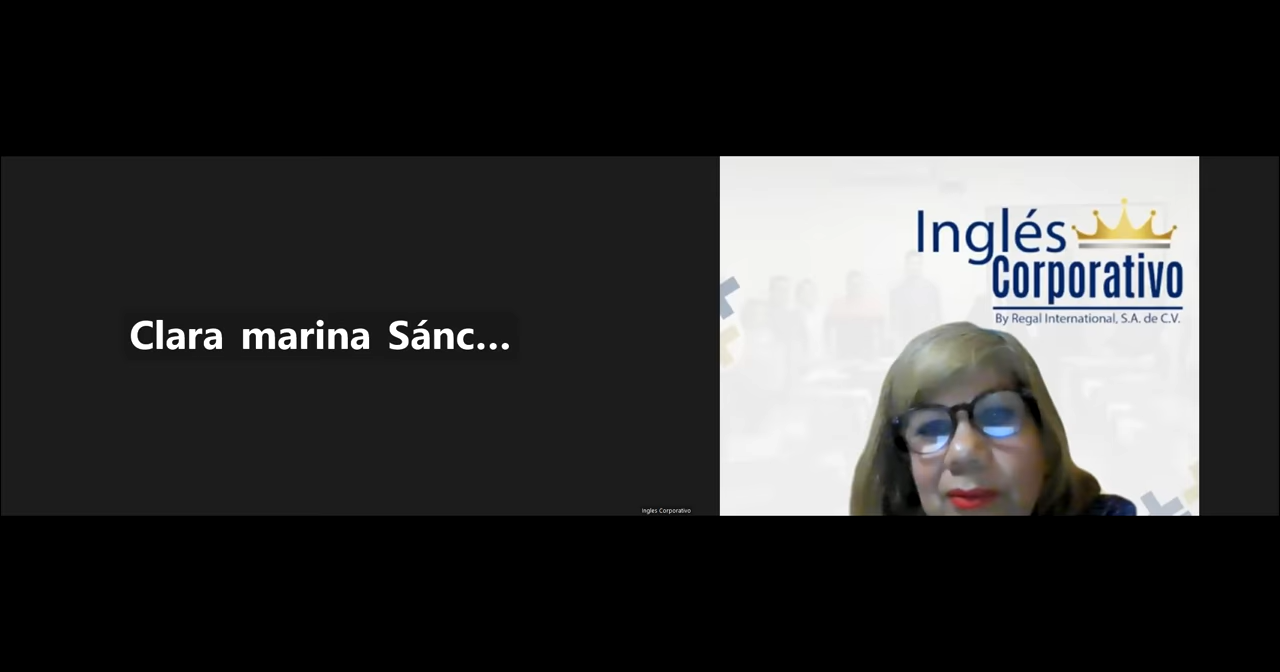 Clara marina Sánc...
Ingles Corporativo
Inglés
Corporativo
By Regal International, S.A. de C.V.